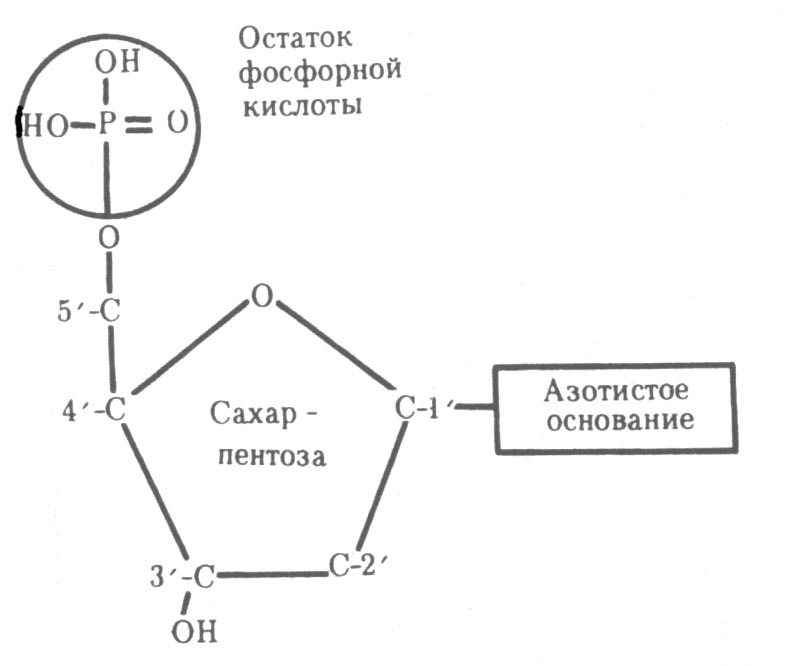 Остаток
фосфорной
кислоты
OH
HO-P=O
O
5′-C
O
4′-C
Сахар -
пентоза
C-1′
Азотистое
основание
3′-C
C-2′
OH